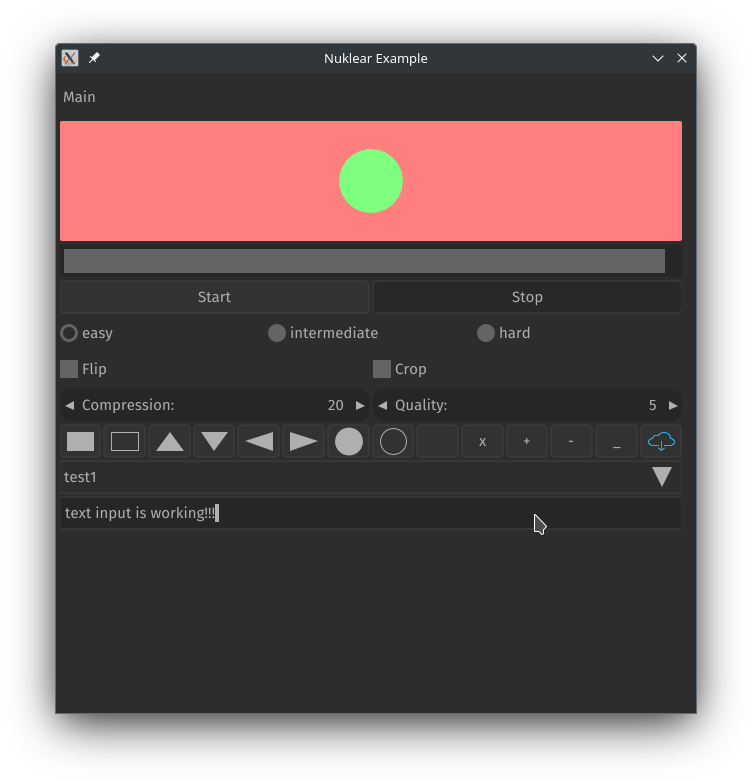 Nuklear Example
Main
Start Stop
easy intermediate hard
Flip Crop
Compression: 20 Quality: 5
x + - _
test1
text input is working!!!